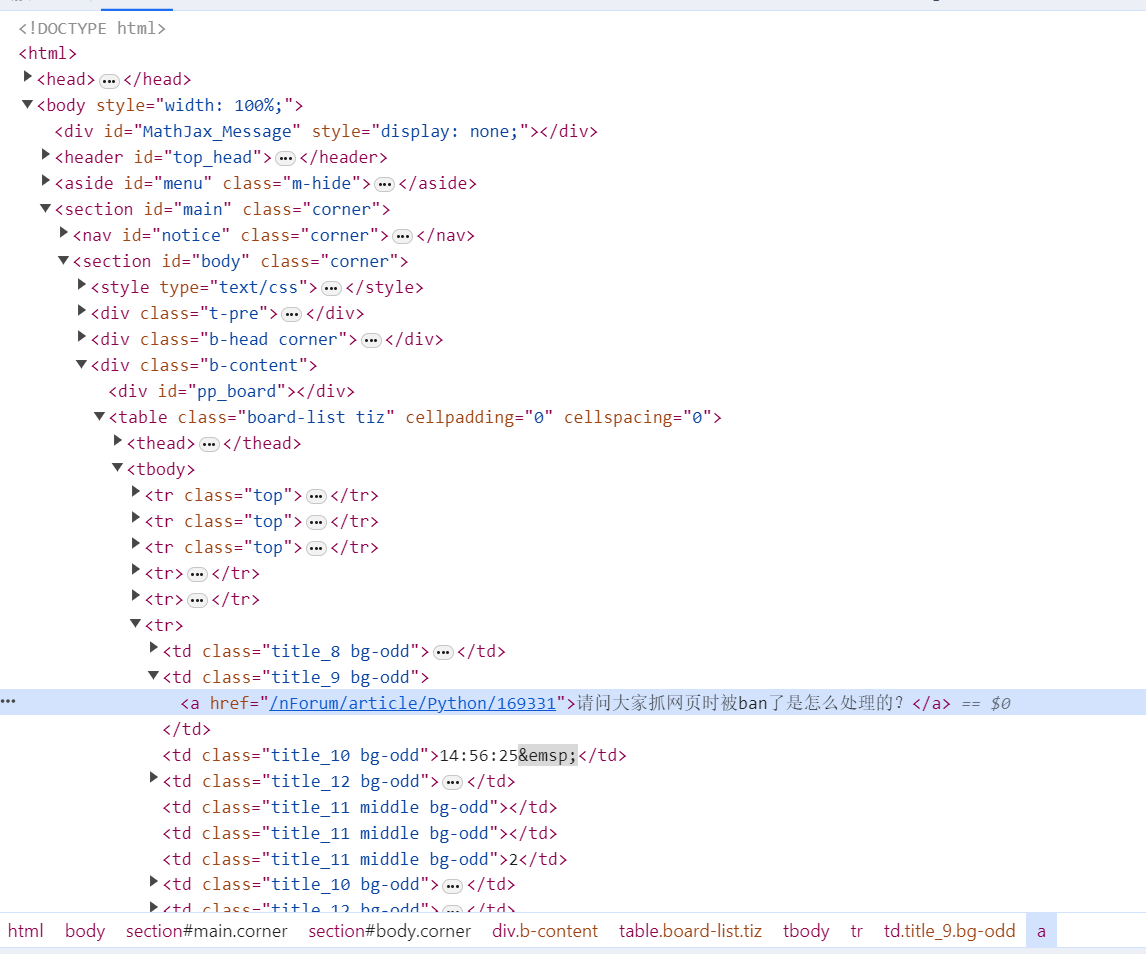 <!DOCTYPE html>
<html>
<head>…</head>
<body style="width: 100%;">
<div id="MathJax_Message" style="display: none;"></div>
<header id="top_head">…</header>
<aside id="menu" class="m-hide">…</aside>
<section id="main" class="corner">
<nav id="notice" class="corner">…</nav>
<section id="body" class="corner">
<style type="text/css">…</style>
<div class="t-pre">…</div>
<div class="b-head corner">…</div>
<div class="b-content">
<div id="pp_board"></div>
<table class="board-list tiz" cellpadding="0" cellspacing="0">
<thead>…</thead>
<tbody>
<tr class="top">…</tr>
<tr class="top">…</tr>
<tr class="top">…</tr>
<tr>…</tr>
<tr>…</tr>
<tr>
<td class="title_8 bg-odd">…</td>
<td class="title_9 bg-odd">
<a href="/nForum/article/Python/169331">请问大家抓网页时被ban了是怎么处理的？</a> == $0
</td>
<td class="title_10 bg-odd">14:56:25&emsp;</td>
<td class="title_12 bg-odd">…</td>
<td class="title_11 middle bg-odd"></td>
<td class="title_11 middle bg-odd"></td>
<td class="title_11 middle bg-odd">2</td>
<td class="title_10 bg-odd">…</td>
<td class="title_12 bg-odd">…</td>
html body section#main.corner section#body.corner div.b-content table.board-list.tiz tbody tr td.title_9.bg-odd a